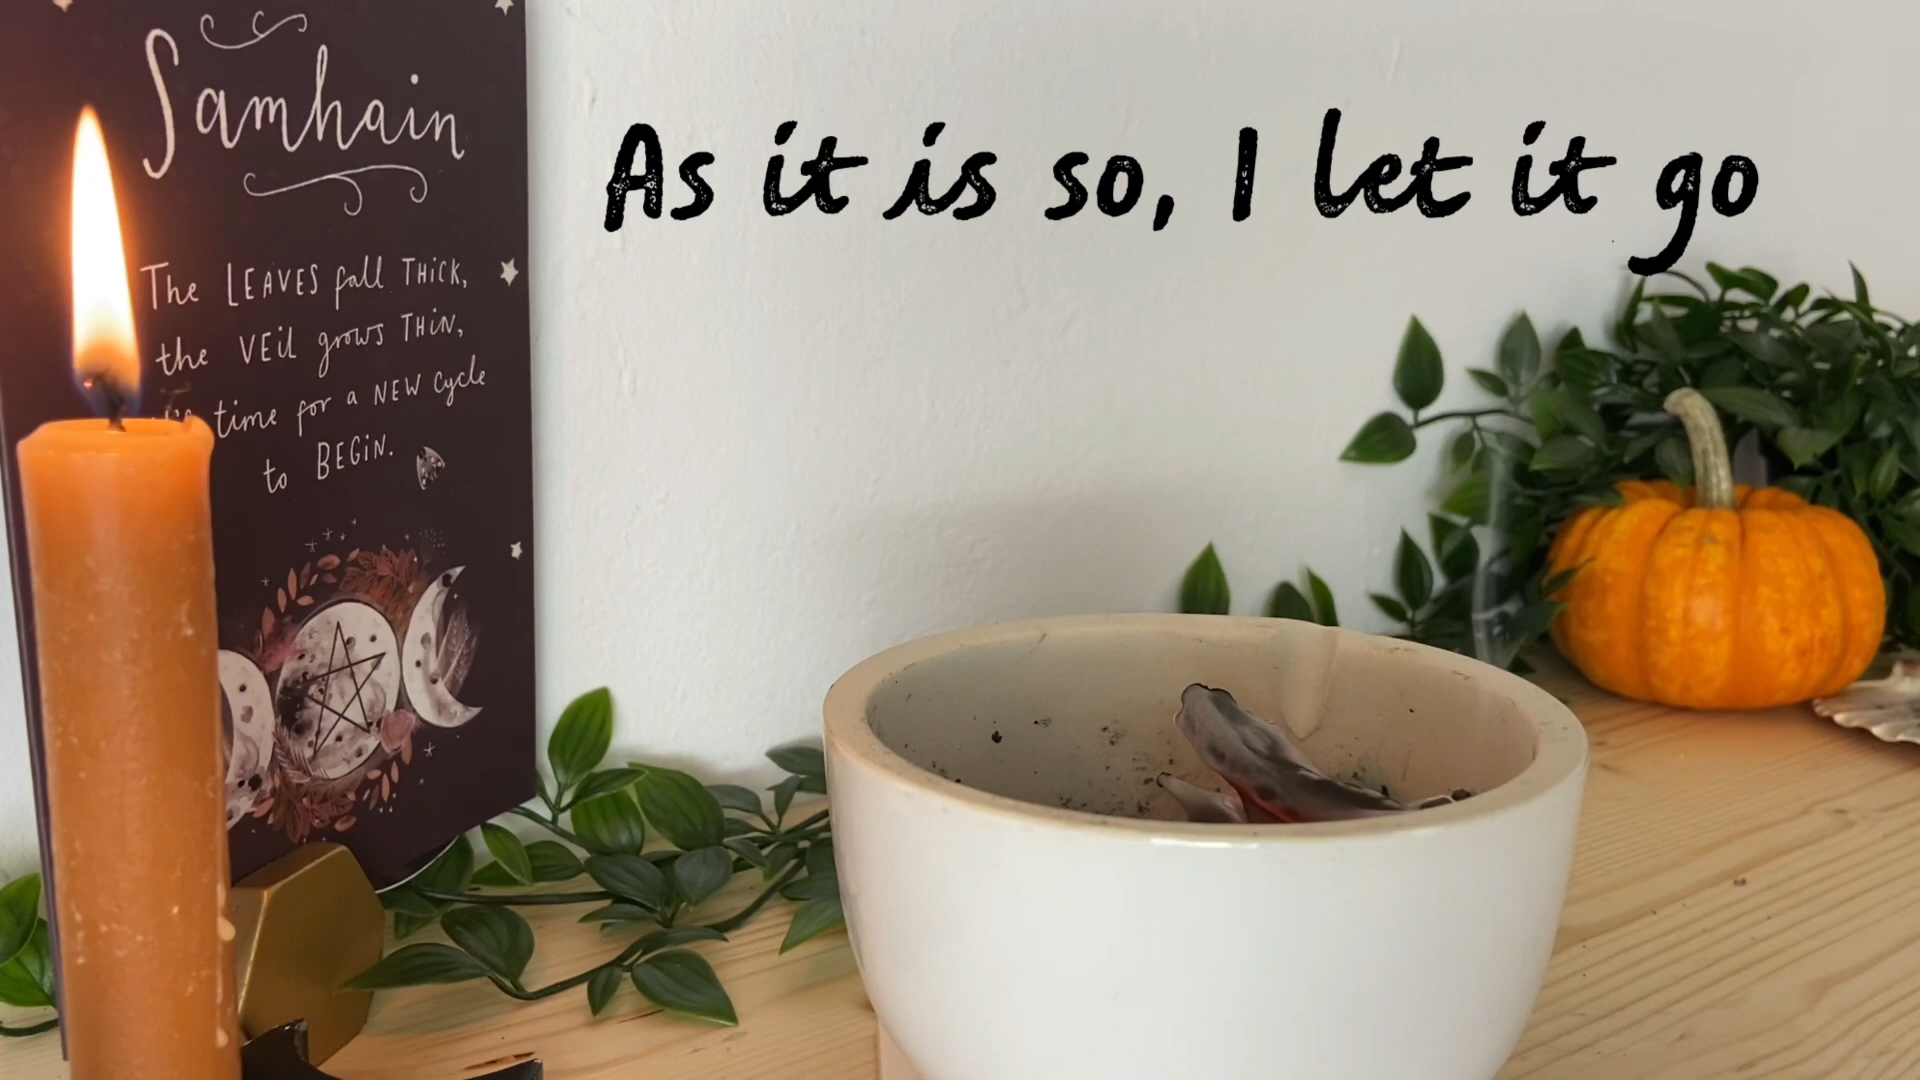 Samhain
The LEAVES fall THICK,
the VEIL grows THIN,
time for a NEW cycle
to BEGIN.
As it is so, I let it go